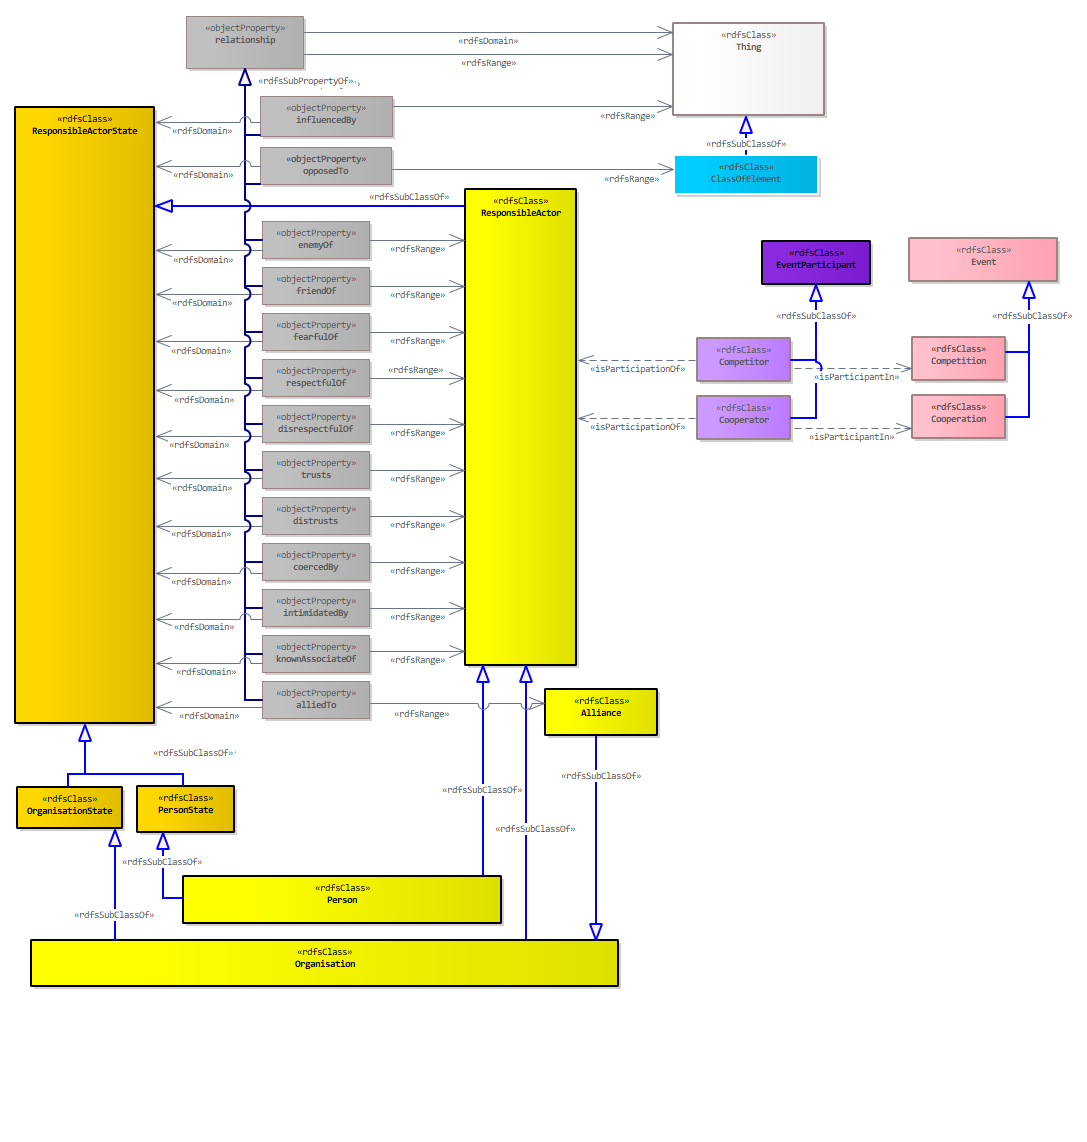 «objectProperty»
relationship
«rdfsDomain»
«rdfsRange»
«rdfsClass»
Thing
«rdfsSubPropertyOf»
«rdfsClass»
ResponsibleActorState
«rdfsDomain»
«objectProperty»
influencedBy
«rdfsRange»
«rdfsSubClassOf»
«rdfsDomain»
«objectProperty»
opposedTo
«rdfsRange»
«rdfsClass»
ClassOfElement
«rdfsSubClassOf»
«rdfsClass»
ResponsibleActor
«rdfsDomain»
«objectProperty»
enemyOf
«rdfsRange»
«rdfsClass»
EventParticipant
«rdfsClass»
Event
«rdfsDomain»
«objectProperty»
friendOf
«rdfsRange»
«rdfsSubClassOf»
«rdfsSubClassOf»
«rdfsDomain»
«objectProperty»
fearfulOf
«rdfsRange»
«rdfsClass»
Competitor
«rdfsClass»
Competition
«rdfsDomain»
«objectProperty»
respectfulOf
«rdfsRange»
«isParticipationOf»
«isParticipantIn»
«rdfsDomain»
«objectProperty»
disrespectfulOf
«rdfsRange»
«rdfsClass»
Cooperator
«rdfsClass»
Cooperation
«isParticipationOf»
«isParticipantIn»
«rdfsDomain»
«objectProperty»
trusts
«rdfsRange»
«rdfsDomain»
«objectProperty»
distrusts
«rdfsRange»
«rdfsDomain»
«objectProperty»
coercedBy
«rdfsRange»
«rdfsDomain»
«objectProperty»
intimidatedBy
«rdfsRange»
«rdfsDomain»
«objectProperty»
knownAssociateOf
«rdfsRange»
«rdfsDomain»
«objectProperty»
alliedTo
«rdfsRange»
«rdfsClass»
Alliance
«rdfsSubClassOf»
«rdfsSubClassOf»
«rdfsClass»
OrganisationState
«rdfsClass»
PersonState
«rdfsSubClassOf»
«rdfsSubClassOf»
«rdfsSubClassOf»
«rdfsClass»
Person
«rdfsSubClassOf»
«rdfsClass»
Organisation